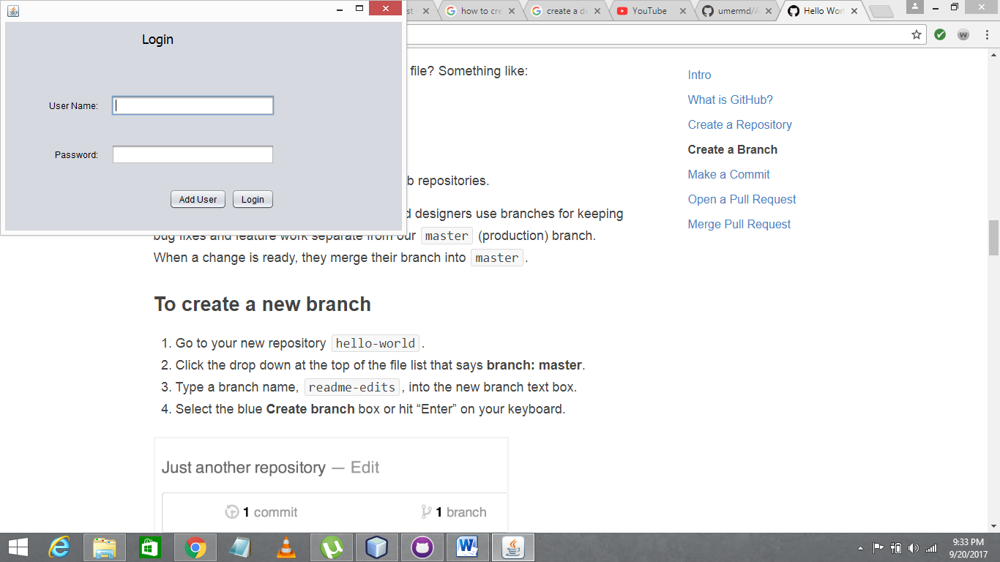 Login
User Name:
Password:
Add User Login
how to cre
create a de
YouTube
umermd/
Hello Wor
file? Something like:
repositories.
designers use branches for keeping
bug fixes and feature work separate from our master (production) branch.
When a change is ready, they merge their branch into master.
To create a new branch
1. Go to your new repository hello-world.
2. Click the drop down at the top of the file list that says branch: master.
3. Type a branch name, readme-edits, into the new branch text box.
4. Select the blue Create branch box or hit “Enter” on your keyboard.
Just another repository — Edit
1 commit 1 branch
Intro
What is GitHub?
Create a Repository
Create a Branch
Make a Commit
Open a Pull Request
Merge Pull Request
9:33 PM
9/20/2017